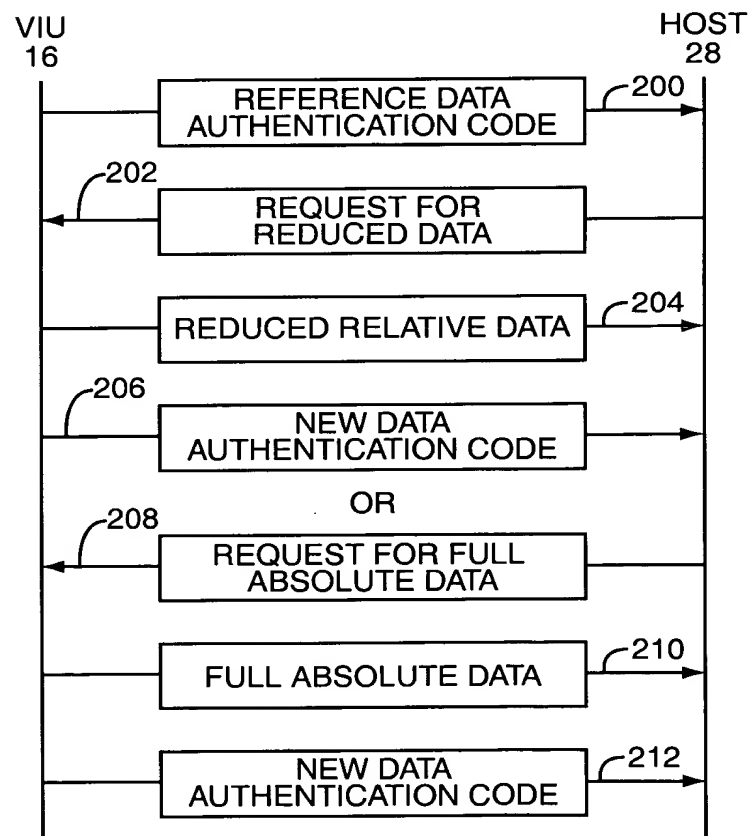 VIU
16
HOST
28
REFERENCE DATA
AUTHENTICATION CODE
200
202
REQUEST FOR
REDUCED DATA
REDUCED RELATIVE DATA
204
206
NEW DATA
AUTHENTICATION CODE
OR
208
REQUEST FOR FULL
ABSOLUTE DATA
FULL ABSOLUTE DATA
210
NEW DATA
AUTHENTICATION CODE
212